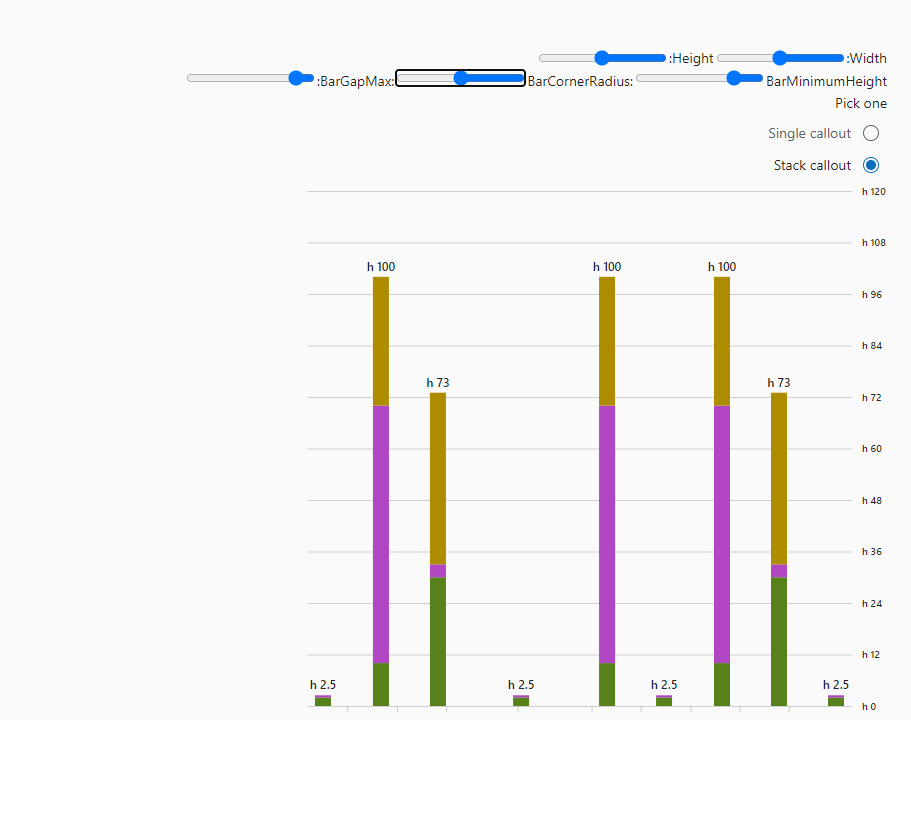 :Height :Width
:BarGapMax: BarCornerRadius: BarMinimumHeight
Pick one
Single callout
Stack callout
h 120
h 108
h 100 h 100 h 100
h 96
h 84
h 73 h 73
h 72
h 60
h 48
h 36
h 24
h 12
h 2.5 h 2.5 h 2.5 h 2.5
h 0